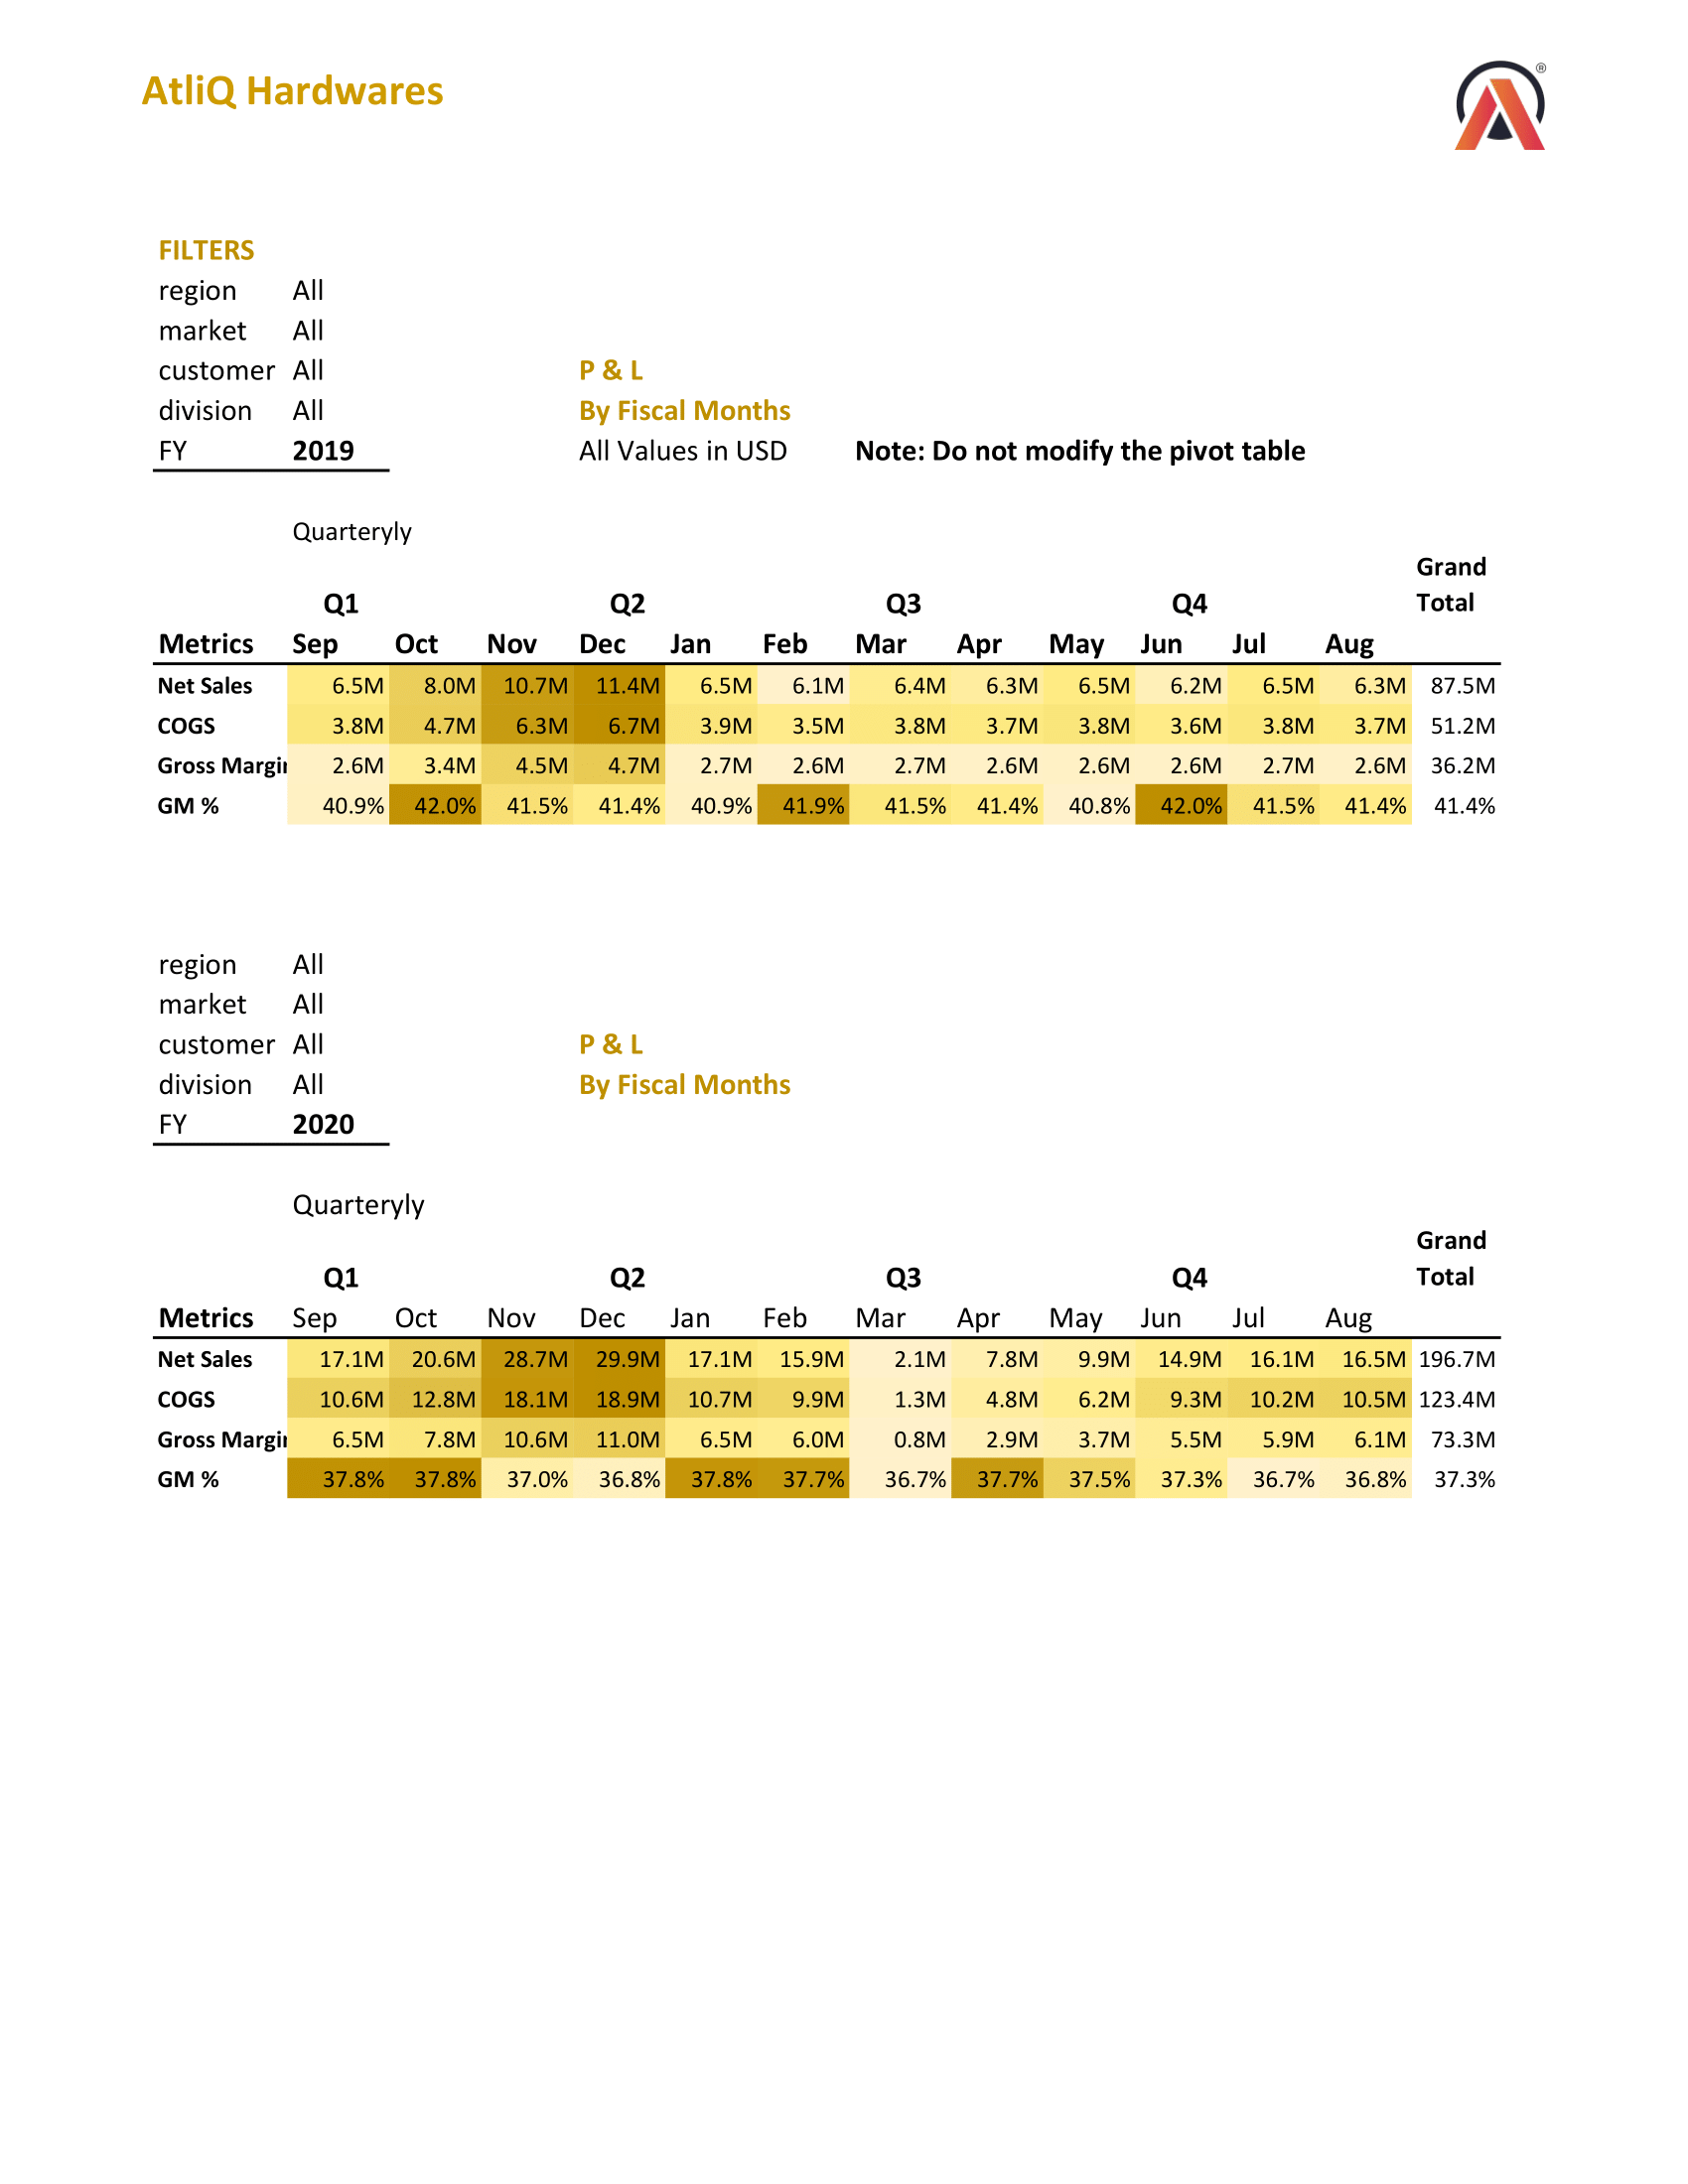 AtliQ Hardwares
®
FILTERS
region All
market All
customer All P & L
division All By Fiscal Months
FY 2019 All Values in USD Note: Do not modify the pivot table
Quarteryly
Q1 Q2 Q3 Q4 Grand Total
Metrics Sep Oct Nov Dec Jan Feb Mar Apr May Jun Jul Aug
Net Sales 6.5M 8.0M 10.7M 11.4M 6.5M 6.1M 6.4M 6.3M 6.5M 6.2M 6.5M 6.3M 87.5M
COGS 3.8M 4.7M 6.3M 6.7M 3.9M 3.5M 3.8M 3.7M 3.8M 3.6M 3.8M 3.7M 51.2M
Gross Margin 2.6M 3.4M 4.5M 4.7M 2.7M 2.6M 2.7M 2.6M 2.6M 2.6M 2.7M 2.6M 36.2M
GM % 40.9% 42.0% 41.5% 41.4% 40.9% 41.9% 41.5% 41.4% 40.8% 42.0% 41.5% 41.4% 41.4%
region All
market All
customer All P & L
division All By Fiscal Months
FY 2020
Quarteryly
Q1 Q2 Q3 Q4 Grand Total
Metrics Sep Oct Nov Dec Jan Feb Mar Apr May Jun Jul Aug
Net Sales 17.1M 20.6M 28.7M 29.9M 17.1M 15.9M 2.1M 7.8M 9.9M 14.9M 16.1M 16.5M 196.7M
COGS 10.6M 12.8M 18.1M 18.9M 10.7M 9.9M 1.3M 4.8M 6.2M 9.3M 10.2M 10.5M 123.4M
Gross Margin 6.5M 7.8M 10.6M 11.0M 6.5M 6.0M 0.8M 2.9M 3.7M 5.5M 5.9M 6.1M 73.3M
GM % 37.8% 37.8% 37.0% 36.8% 37.8% 37.7% 36.7% 37.7% 37.5% 37.3% 36.7% 36.8% 37.3%